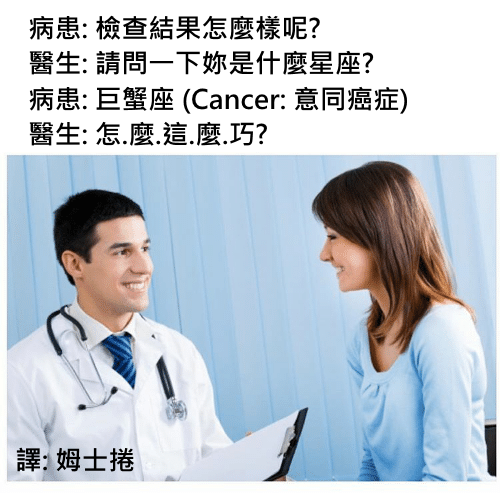 病患: 檢查結果怎麼樣呢?
醫生: 請問一下妳是什麼星座?
病患: 巨蟹座 (Cancer: 意同癌症)
醫生: 怎.麼.這.麼.巧?
譯: 姆士捲